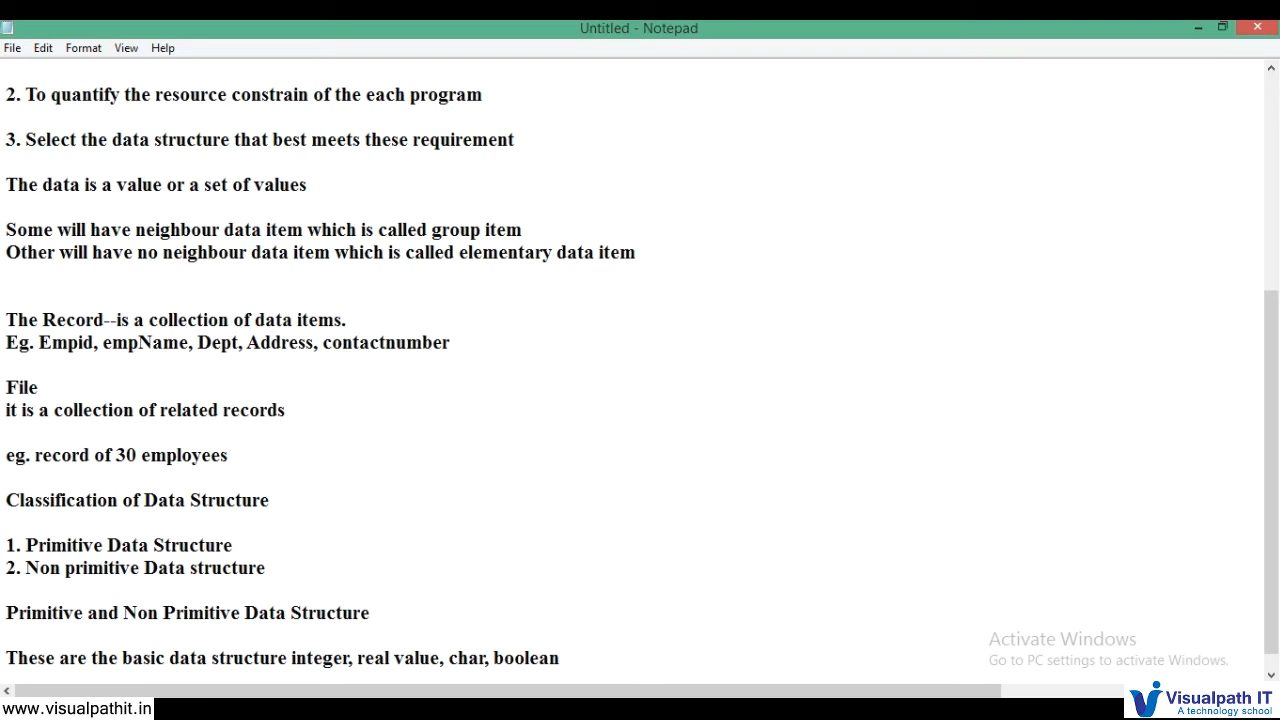 Untitled - Notepad
File Edit Format View Help
2. To quantify the resource constrain of the each program
3. Select the data structure that best meets these requirement
The data is a value or a set of values
Some will have neighbour data item which is called group item
Other will have no neighbour data item which is called elementary data item
The Record--is a collection of data items.
Eg. Empid, empName, Dept, Address, contactnumber
File
it is a collection of related records
eg. record of 30 employees
Classification of Data Structure
1. Primitive Data Structure
2. Non primitive Data structure
Primitive and Non Primitive Data Structure
These are the basic data structure integer, real value, char, boolean
Activate Windows
Go to PC settings to activate Windows.
www.visualpathit.in
Visualpath IT
A technology school